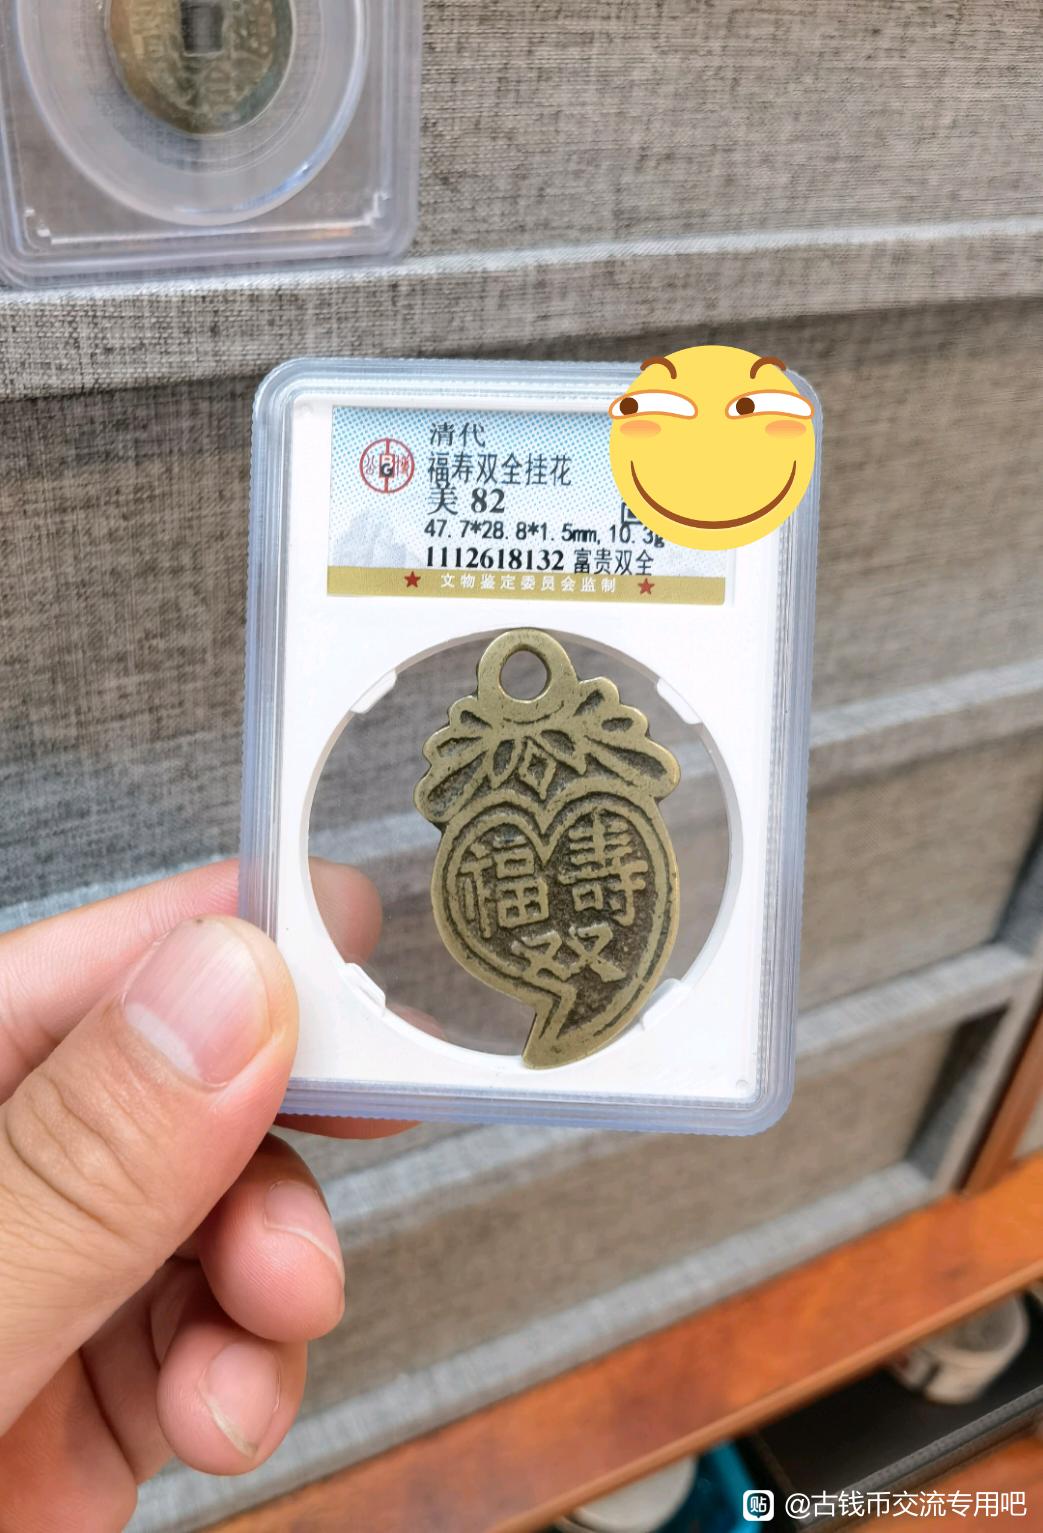 清代
福寿双全挂花
美 82
47.7*28.8*1.5mm, 10.3g
1112618132 富贵双全
★ 文物鉴定委员会监制 ★
福 壽
双
贴 @古钱币交流专用吧